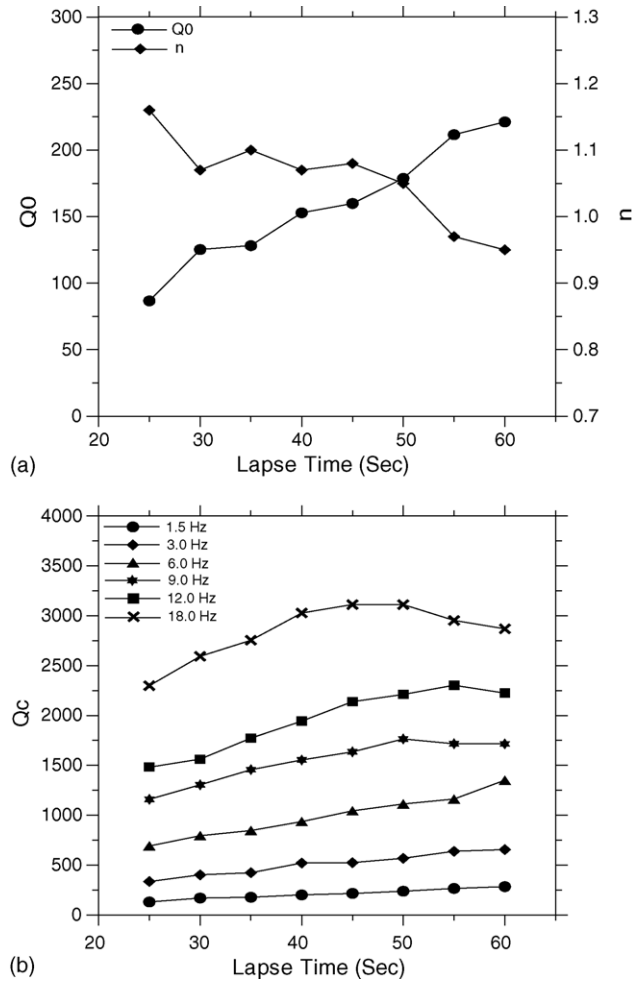 300
250
200
150
100
50
0
Q0
Q0
n
1.3
1.2
1.1
1.0
0.9
0.8
0.7
n
20 30 40 50 60
(a) Lapse Time (Sec)
4000
3500
3000
2500
2000
1500
1000
500
0
Qc
1.5 Hz
3.0 Hz
6.0 Hz
9.0 Hz
12.0 Hz
18.0 Hz
20 30 40 50 60
(b) Lapse Time (Sec)